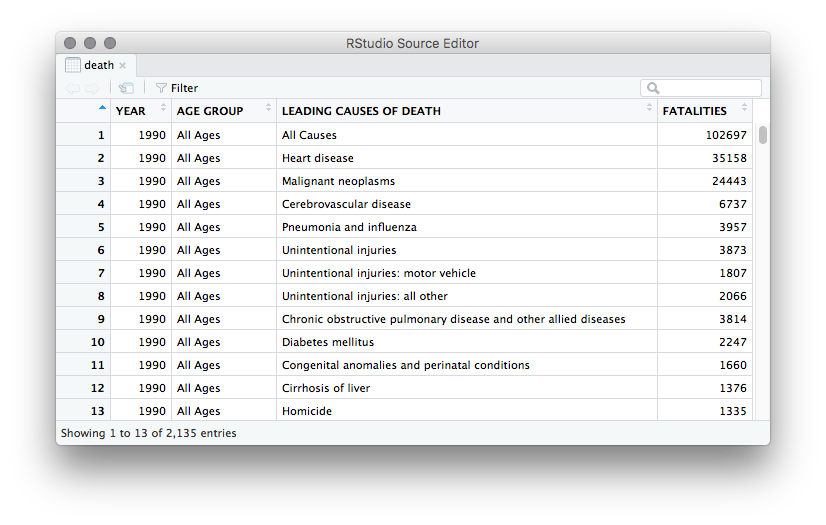 RStudio Source Editor
death
Filter
YEAR AGE GROUP LEADING CAUSES OF DEATH FATALITIES
1 1990 All Ages All Causes 102697
2 1990 All Ages Heart disease 35158
3 1990 All Ages Malignant neoplasms 24443
4 1990 All Ages Cerebrovascular disease 6737
5 1990 All Ages Pneumonia and influenza 3957
6 1990 All Ages Unintentional injuries 3873
7 1990 All Ages Unintentional injuries: motor vehicle 1807
8 1990 All Ages Unintentional injuries: all other 2066
9 1990 All Ages Chronic obstructive pulmonary disease and other allied diseases 3814
10 1990 All Ages Diabetes mellitus 2247
11 1990 All Ages Congenital anomalies and perinatal conditions 1660
12 1990 All Ages Cirrhosis of liver 1376
13 1990 All Ages Homicide 1335
Showing 1 to 13 of 2,135 entries